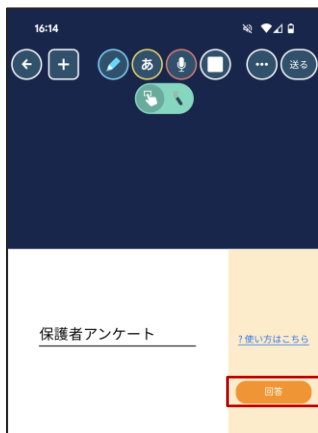 16:14
あ
送る
保護者アンケート
?使い方はこちら
回答